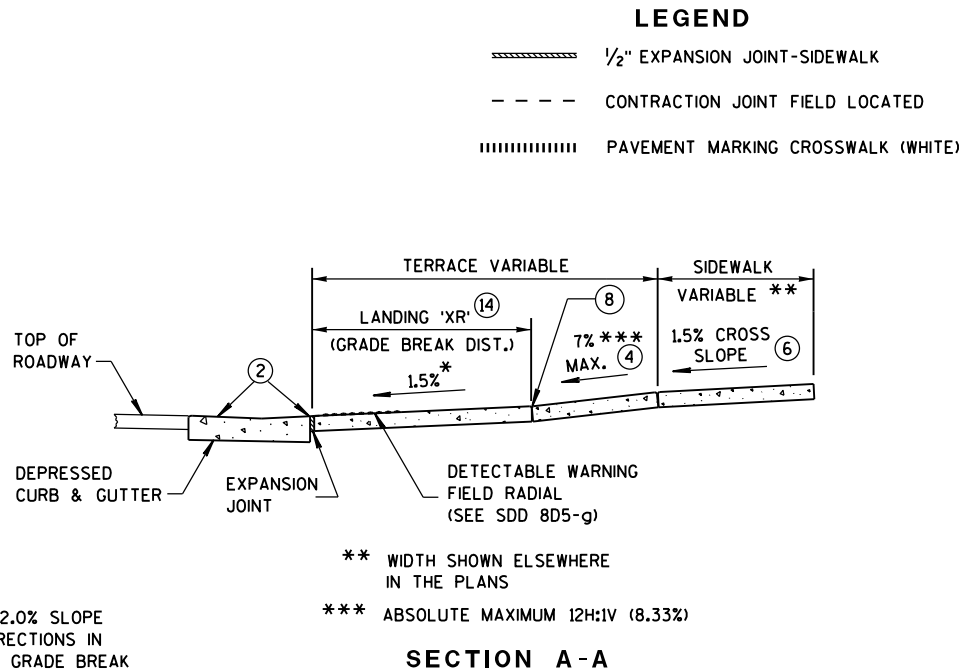 LEGEND
1/2" EXPANSION JOINT-SIDEWALK
CONTRACTION JOINT FIELD LOCATED
PAVEMENT MARKING CROSSWALK (WHITE)
TERRACE VARIABLE
SIDEWALK
VARIABLE **
LANDING 'XR' 14
(GRADE BREAK DIST.)
1.5%*
8
7% ***
MAX. 4
1.5% CROSS
SLOPE 6
TOP OF
ROADWAY
2
DEPRESSED
CURB & GUTTER
EXPANSION
JOINT
DETECTABLE WARNING
FIELD RADIAL
(SEE SDD 8D5-g)
** WIDTH SHOWN ELSEWHERE
IN THE PLANS
*** ABSOLUTE MAXIMUM 12H:1V (8.33%)
2.0% SLOPE
RECTIONS IN
GRADE BREAK
SECTION A-A